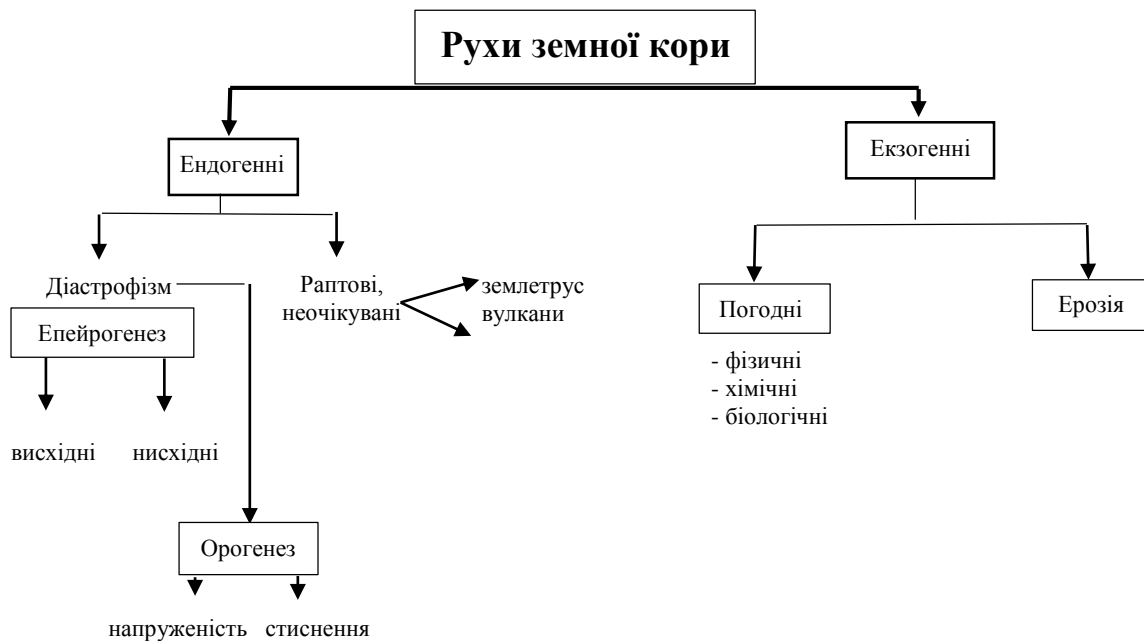 Рухи земної кори
Ендогенні
Екзогенні
Діастрофізм
Раптові,
неочікувані
землетрус
вулкани
Епейрогенез
висхідні
нисхідні
Орогенез
напруженість
стиснення
Погодні
- фізичні
- хімічні
- біологічні
Ерозія